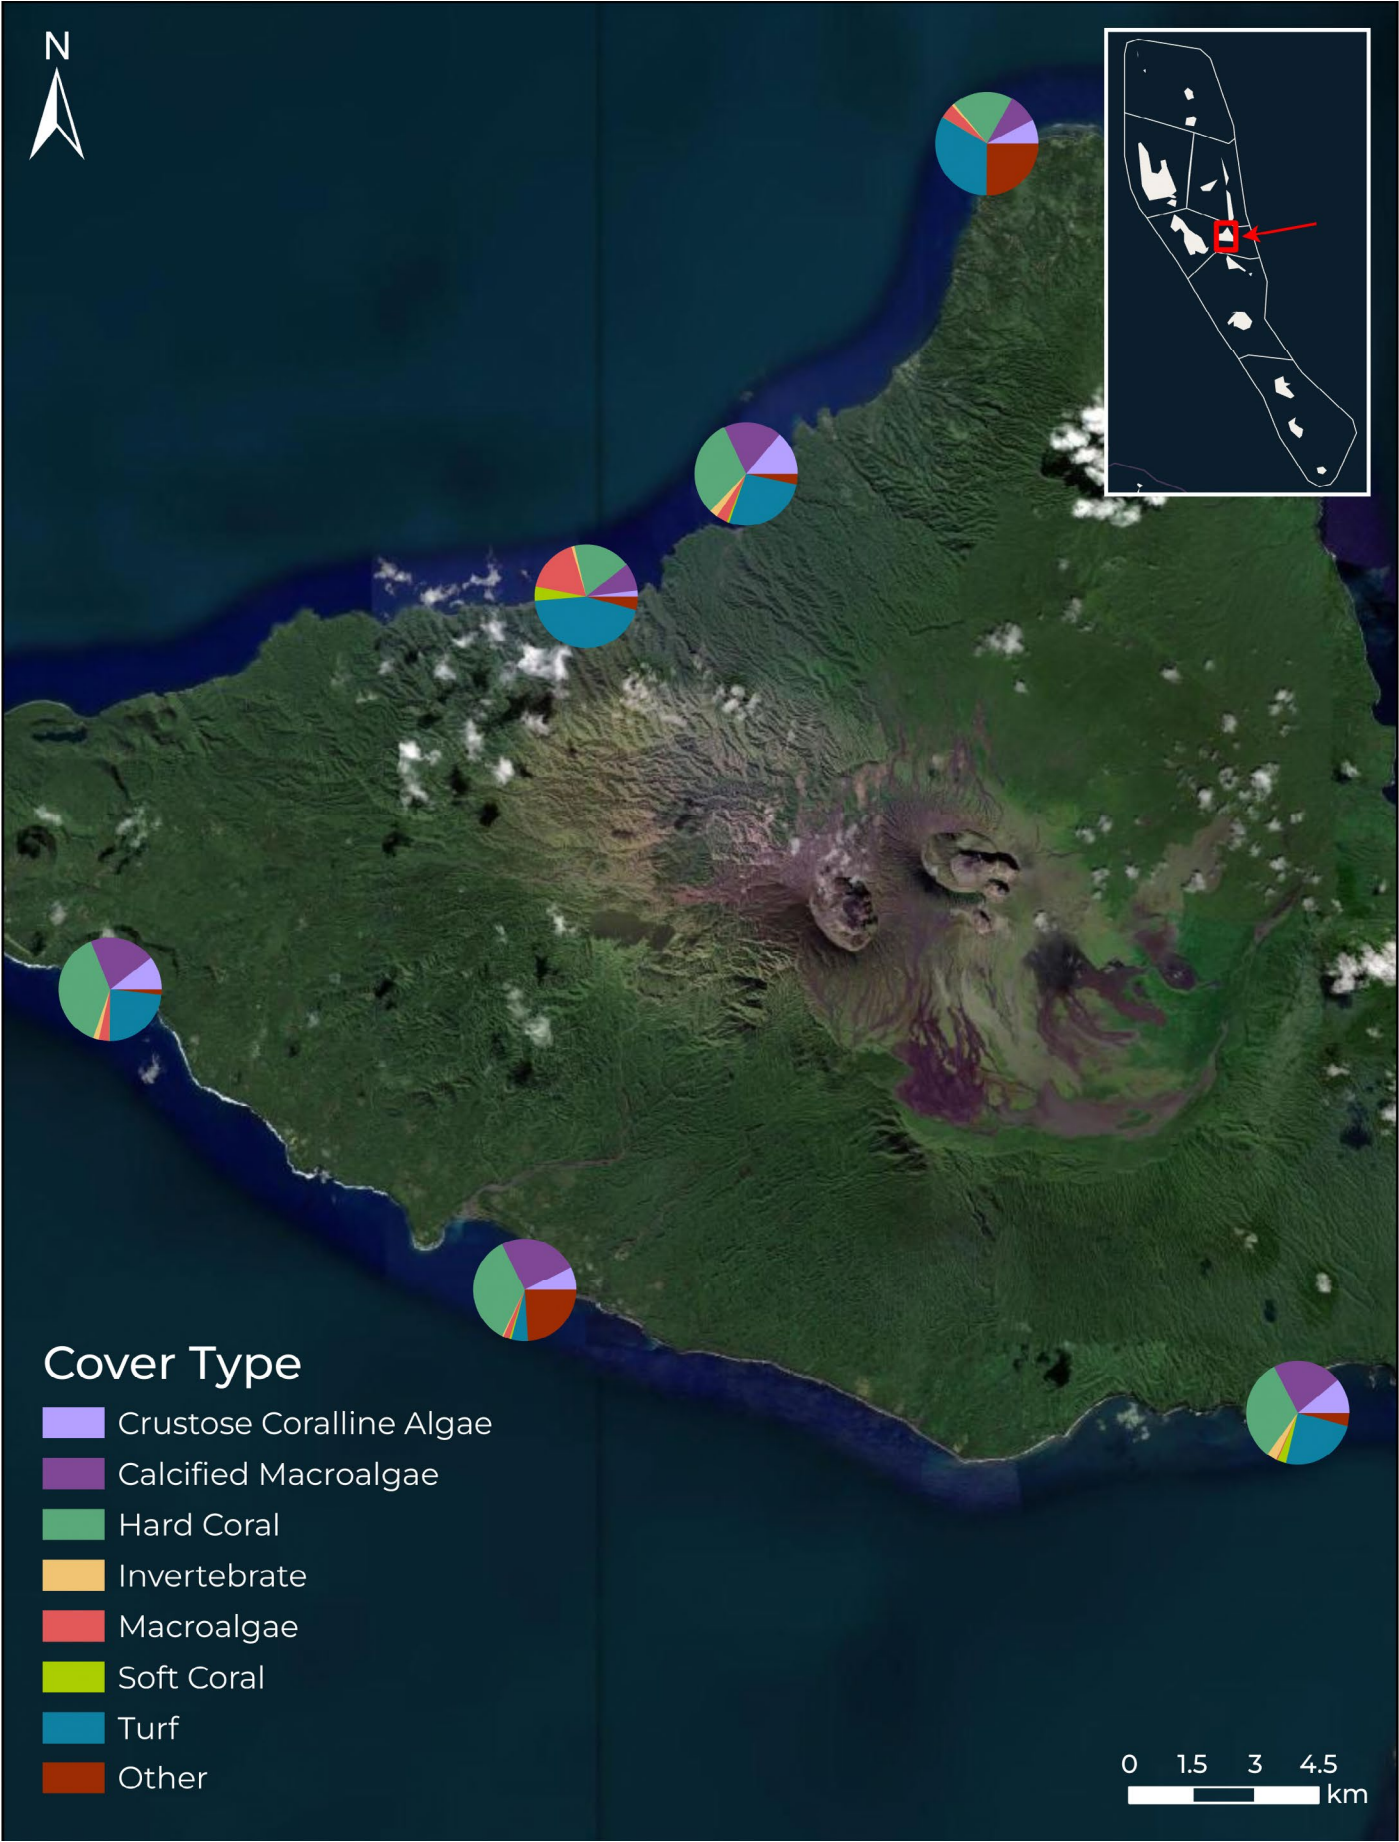 N
Cover Type
Crustose Coralline Algae
Calcified Macroalgae
Hard Coral
Invertebrate
Macroalgae
Soft Coral
Turf
Other
0 1.5 3 4.5
km